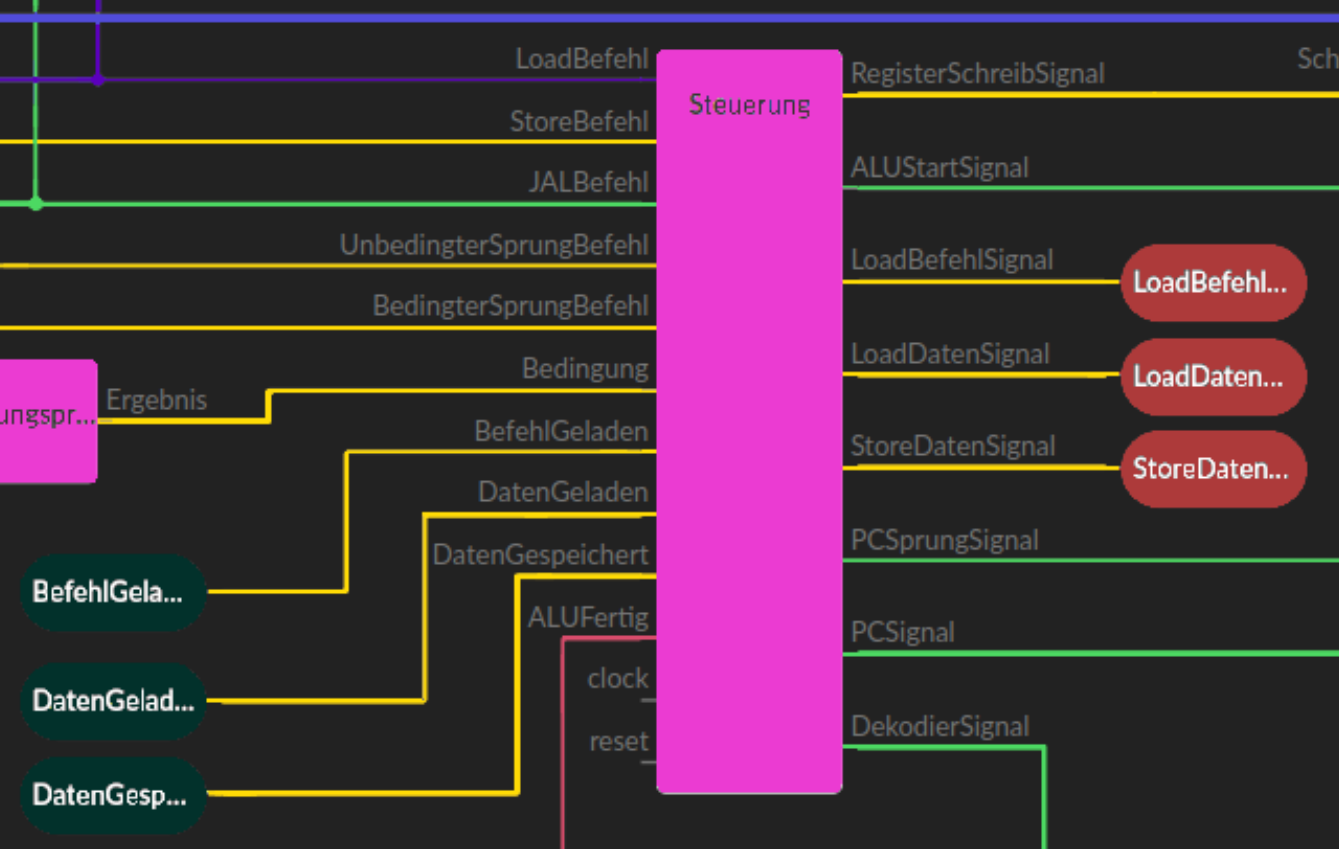 LoadBefehl
StoreBefehl
JALBefehl
UnbedingterSprungBefehl
BedingterSprungBefehl
Bedingung
BefehlGeladen
DatenGeladen
DatenGespeichert
ALUFertig
clock
reset
ungspr...
Ergebnis
BefehlGela...
DatenGelad...
DatenGesp...
Steuerung
RegisterSchreibSignal
ALUStartSignal
LoadBefehlSignal
LoadDatenSignal
StoreDatenSignal
PCSprungSignal
PCSignal
DekodierSignal
LoadBefehl...
LoadDaten...
StoreDaten...
Sch